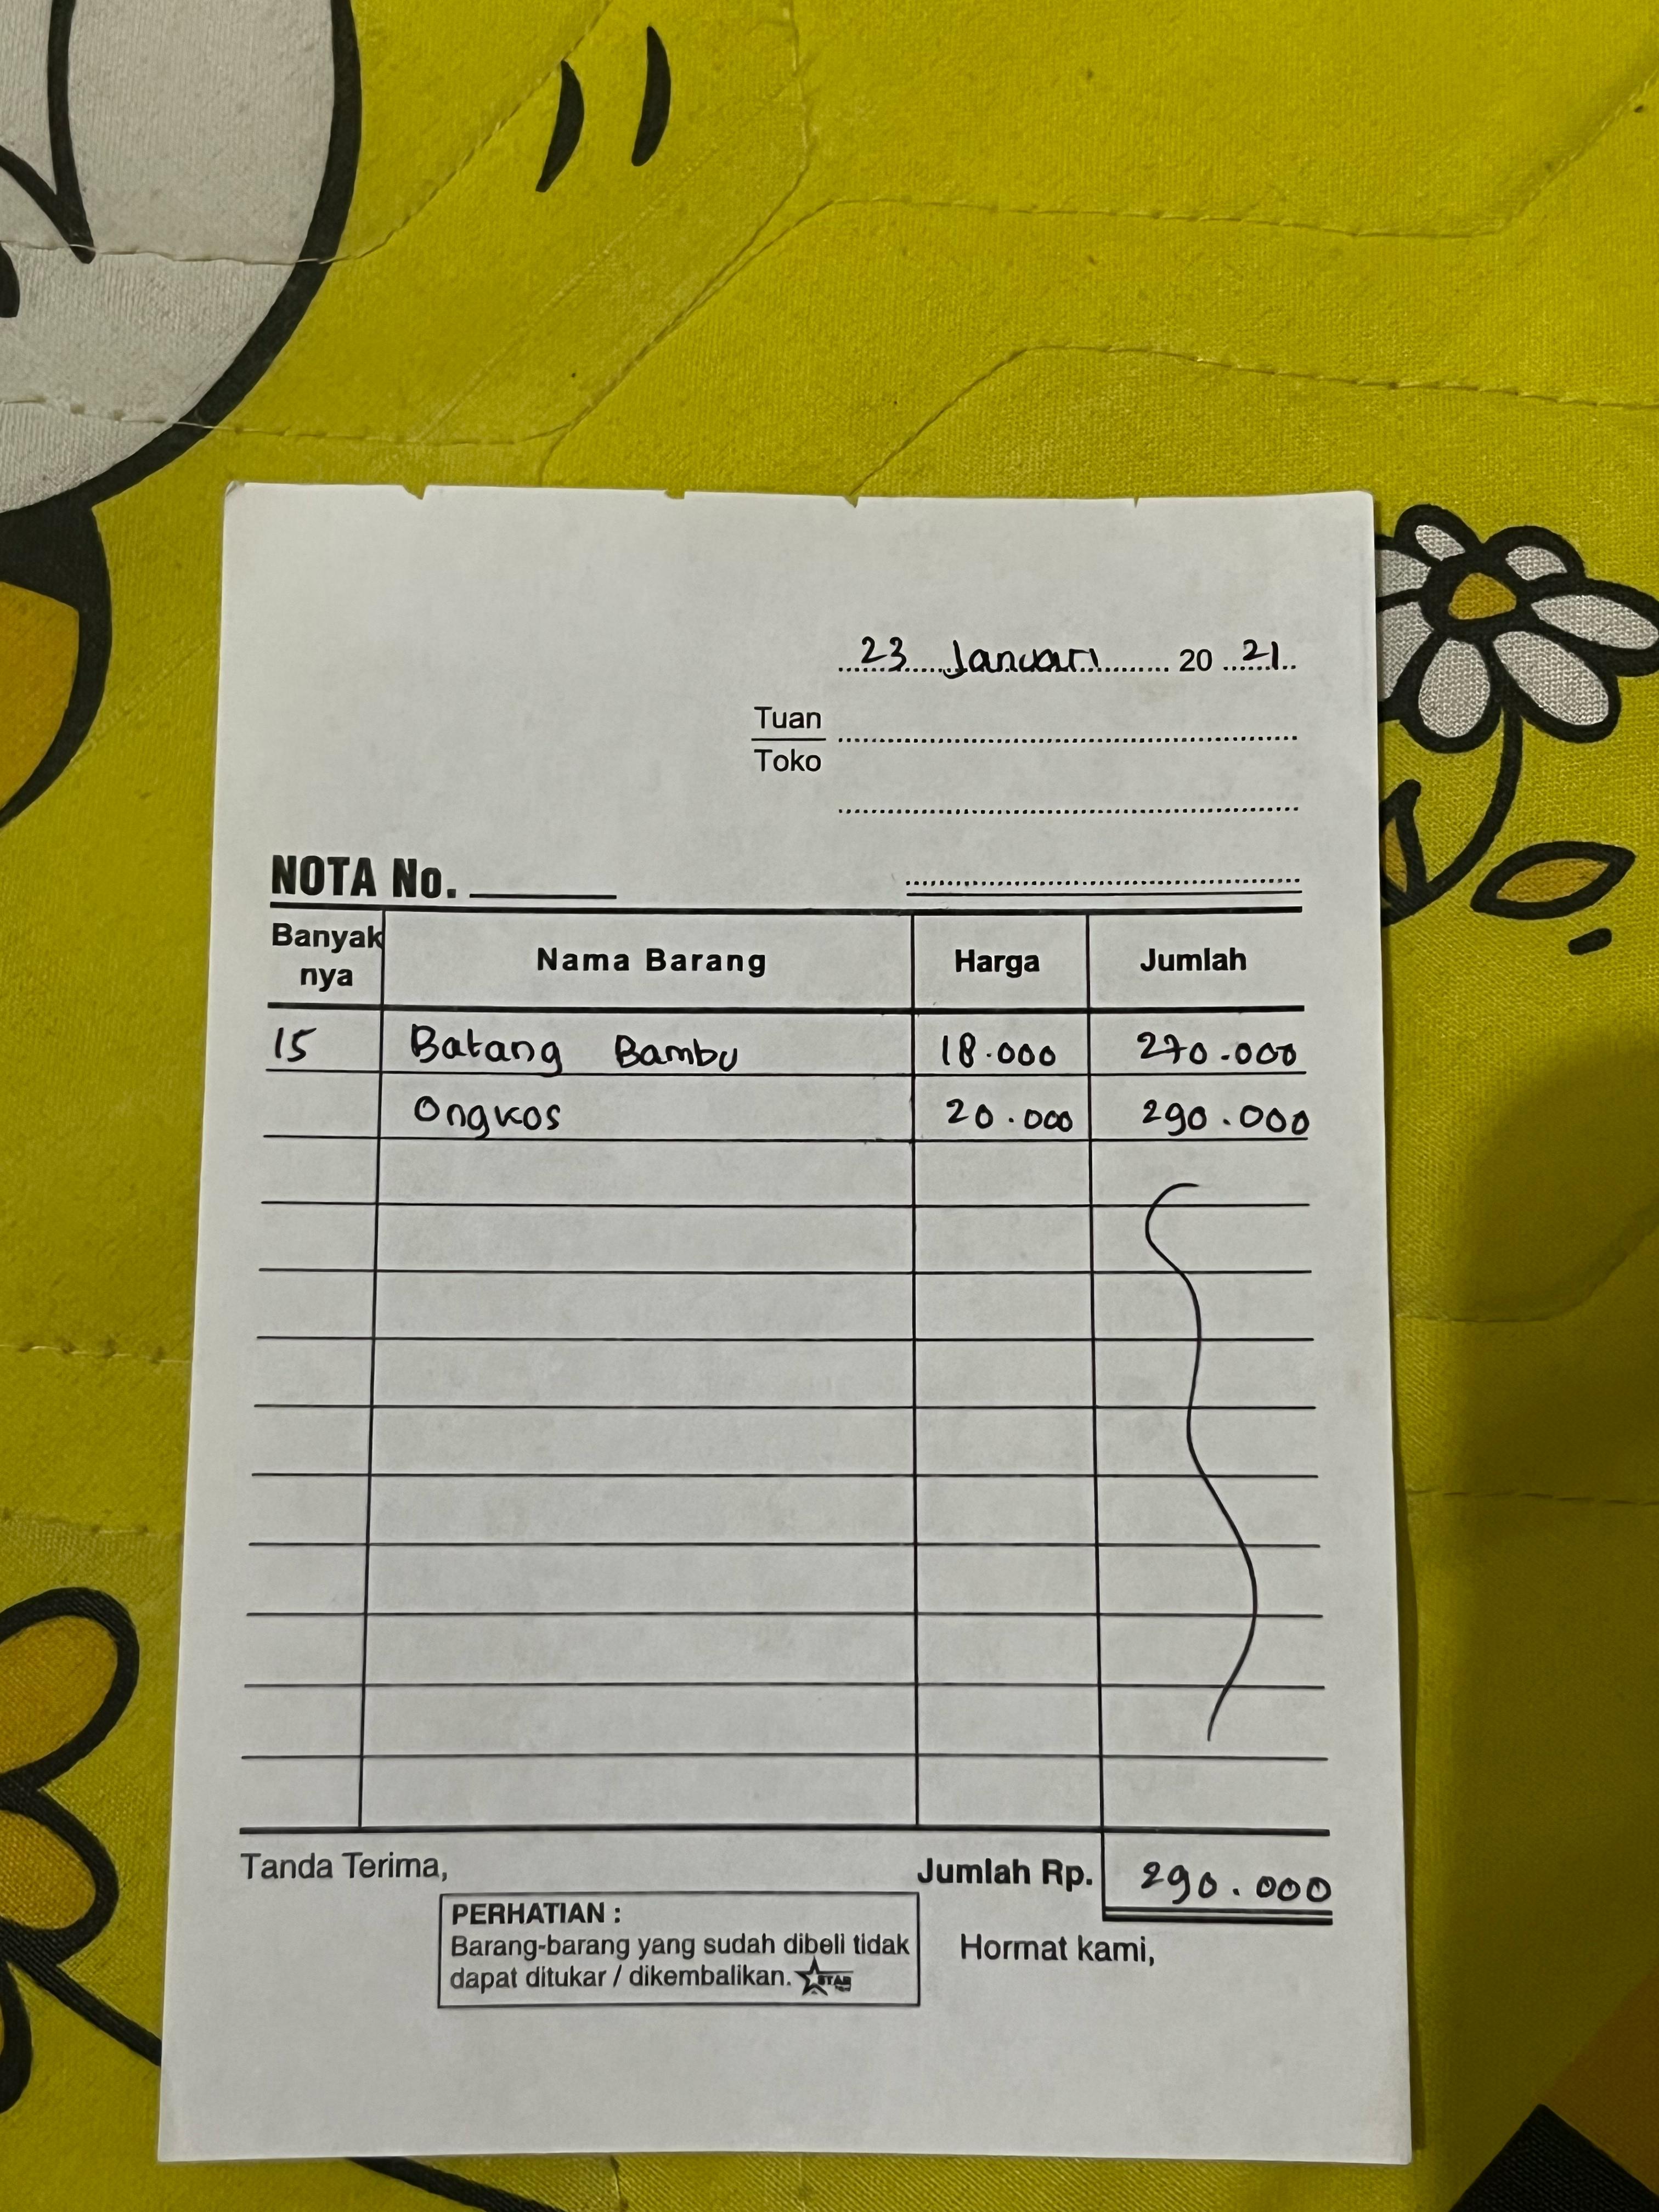 23 Januari 20 21
Tuan
Toko
NOTA No.
Banyak nya Nama Barang Harga Jumlah
15 Batang Bambu 18.000 270.000
Ongkos 20.000 290.000
Tanda Terima, Jumlah Rp. 290.000
PERHATIAN :
Barang-barang yang sudah dibeli tidak
dapat ditukar / dikembalikan. STAR
Hormat kami,